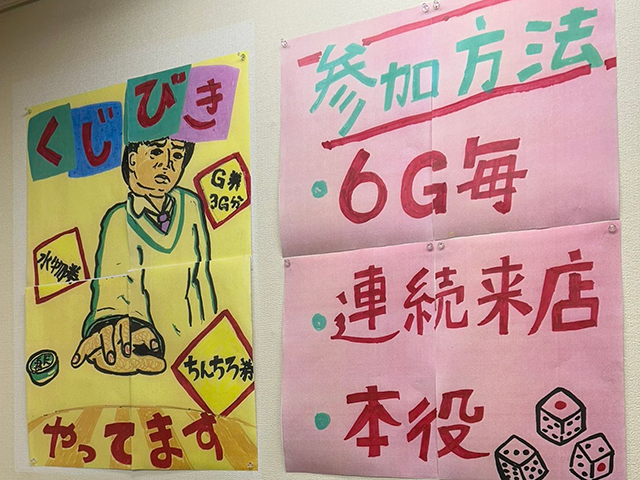 くじびき
G券
3G分
水物券
ちんちろ券
やってます
参加方法
・6G毎
・連続来店
・本役